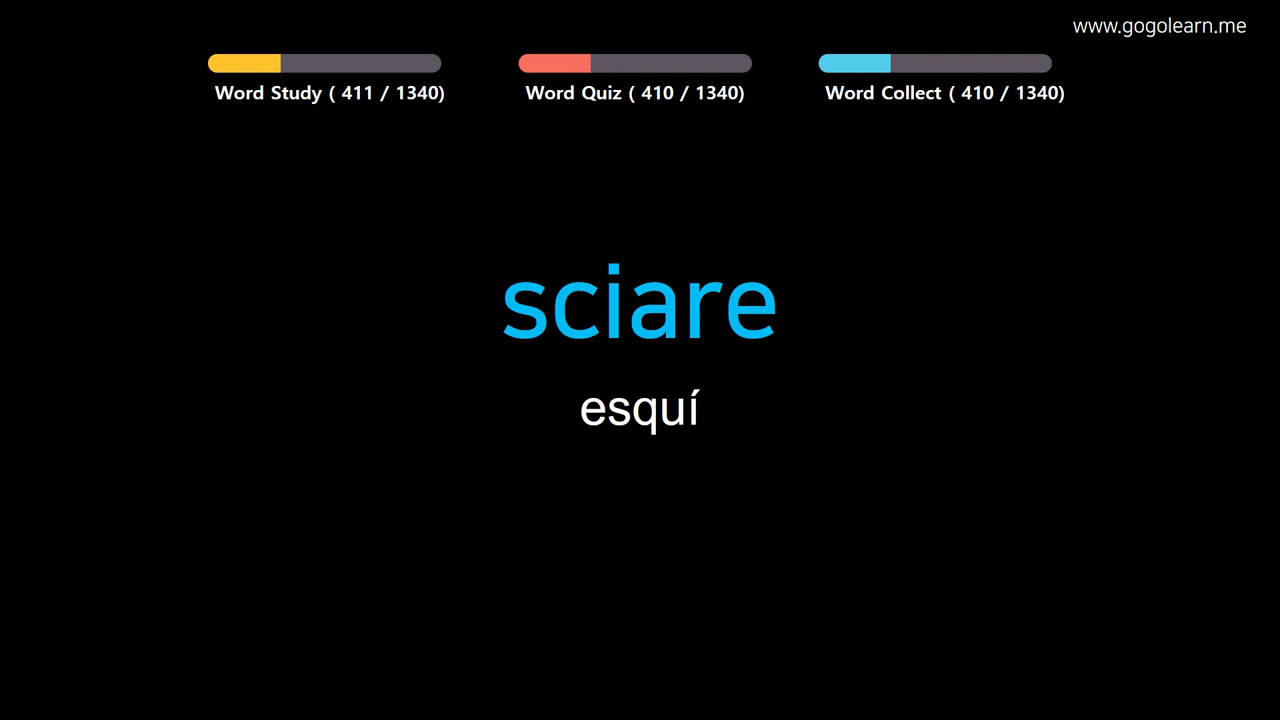 www.gogolearn.me
Word Study ( 411 / 1340)
Word Quiz ( 410 / 1340)
Word Collect ( 410 / 1340)
sciare
esquí